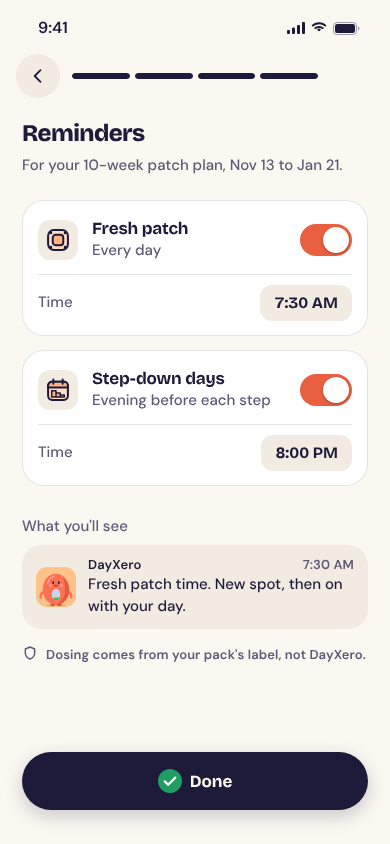 9:41
Reminders
For your 10-week patch plan, Nov 13 to Jan 21.
Fresh patch
Every day
Time
7:30 AM
Step-down days
Evening before each step
Time
8:00 PM
What you'll see
DayXero
7:30 AM
Fresh patch time. New spot, then on
with your day.
Dosing comes from your pack's label, not DayXero.
Done